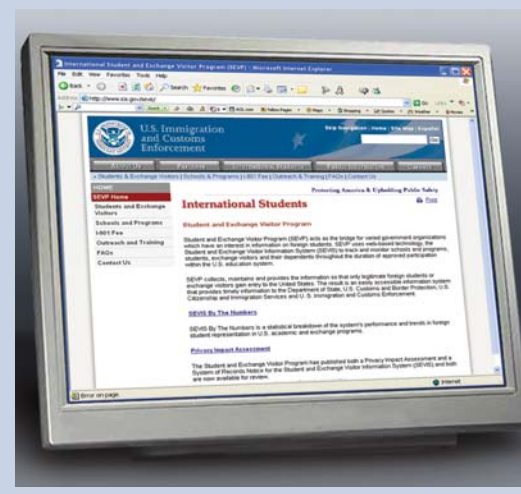 International Student and Exchange Visitor Program (SEVP) - Microsoft Internet Explorer
File Edit View Favorites Tools Help
Back Search Favorites
Address http://www.ice.gov/sevis/
U.S. Immigration
and Customs
Enforcement
Skip Navigation | Home | Site Map | Español
Go
About Us Careers
» Students & Exchange Visitors | Schools & Programs | I-901 Fee | Outreach & Training | FAQs | Contact Us
HOME
SEVP Home
Students and Exchange
Visitors
Schools and Programs
I-901 Fee
Outreach and Training
FAQs
Contact Us
Protecting America & Upholding Public Safety
Print
International Students
Student and Exchange Visitor Program
Student and Exchange Visitor Program (SEVP) acts as the bridge for varied government organizations
which have an interest in information on foreign students. SEVP uses web-based technology, the
Student and Exchange Visitor Information System (SEVIS) to track and monitor schools and programs,
students, exchange visitors and their dependents throughout the duration of approved participation
within the U.S. education system.
SEVP collects, maintains and provides the information so that only legitimate foreign students or
exchange visitors gain entry to the United States. The result is an easily accessible information system
that provides timely information to the Department of State, U.S. Customs and Border Protection, U.S.
Citizenship and Immigration Services and U.S. Immigration and Customs Enforcement.
SEVIS By The Numbers
SEVIS By The Numbers is a statistical breakdown of the system's performance and trends in foreign
student representation in U.S. academic and exchange programs.
Privacy Impact Assessment
The Student and Exchange Visitor Program has published both a Privacy Impact Assessment and a
System of Records Notice for the Student and Exchange Visitor Information System (SEVIS) and both
are now available for review.
Error on page.
Internet